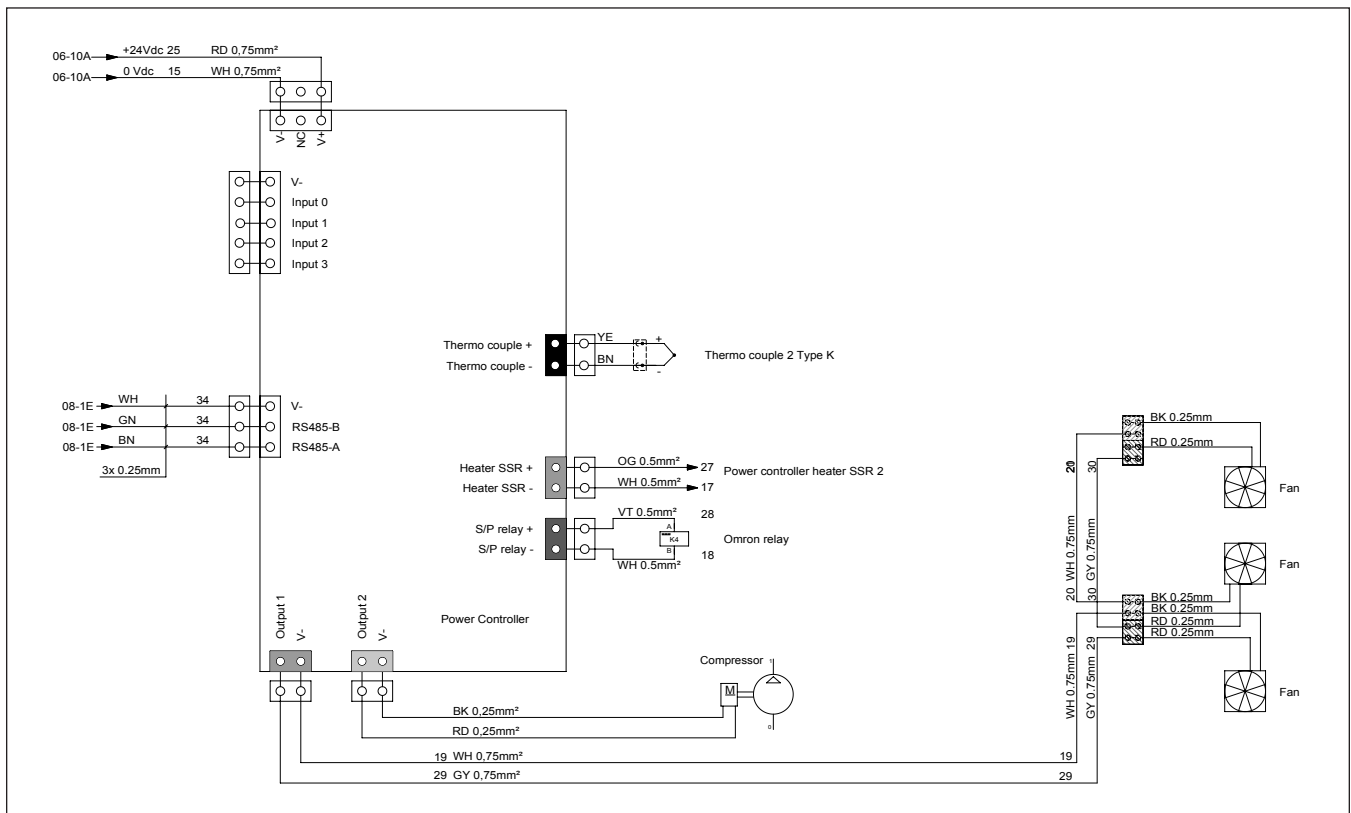 06-10A +24Vdc 25 RD 0,75mm²
06-10A 0 Vdc 15 WH 0,75mm²
V-
NC
V+
V-
Input 0
Input 1
Input 2
Input 3
Thermo couple + YE +
Thermo couple - BN -
Thermo couple 2 Type K
08-1E WH 34 V-
08-1E GN 34 RS485-B
08-1E BN 34 RS485-A
3x 0.25mm
Heater SSR + OG 0.5mm² 27
Heater SSR - WH 0.5mm² 17
Power controller heater SSR 2
S/P relay + VT 0.5mm² 28
S/P relay - WH 0.5mm² 18
A
K4
B
Omron relay
Power Controller
Output 1
V-
Output 2
V-
Compressor
1
M
0
BK 0,25mm²
RD 0,25mm²
19 WH 0,75mm² 19
29 GY 0,75mm² 29
BK 0.25mm
RD 0.25mm
Fan
30
20 WH 0.75mm
30 GY 0.75mm
Fan
BK 0.25mm
BK 0.25mm
RD 0.25mm
RD 0.25mm
WH 0.75mm 19
GY 0.75mm 29
Fan